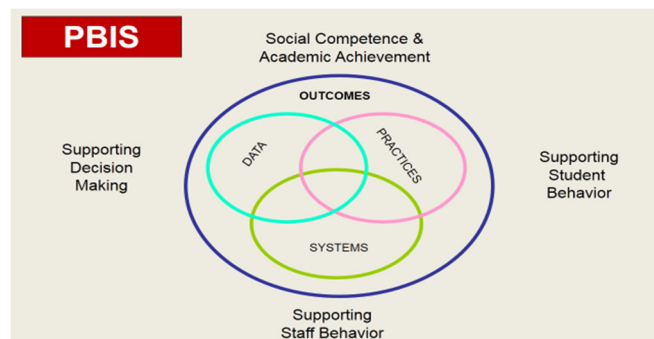 PBIS
Social Competence &
Academic Achievement
OUTCOMES
Supporting
Decision
Making
DATA
PRACTICES
Supporting
Student
Behavior
SYSTEMS
Supporting
Staff Behavior